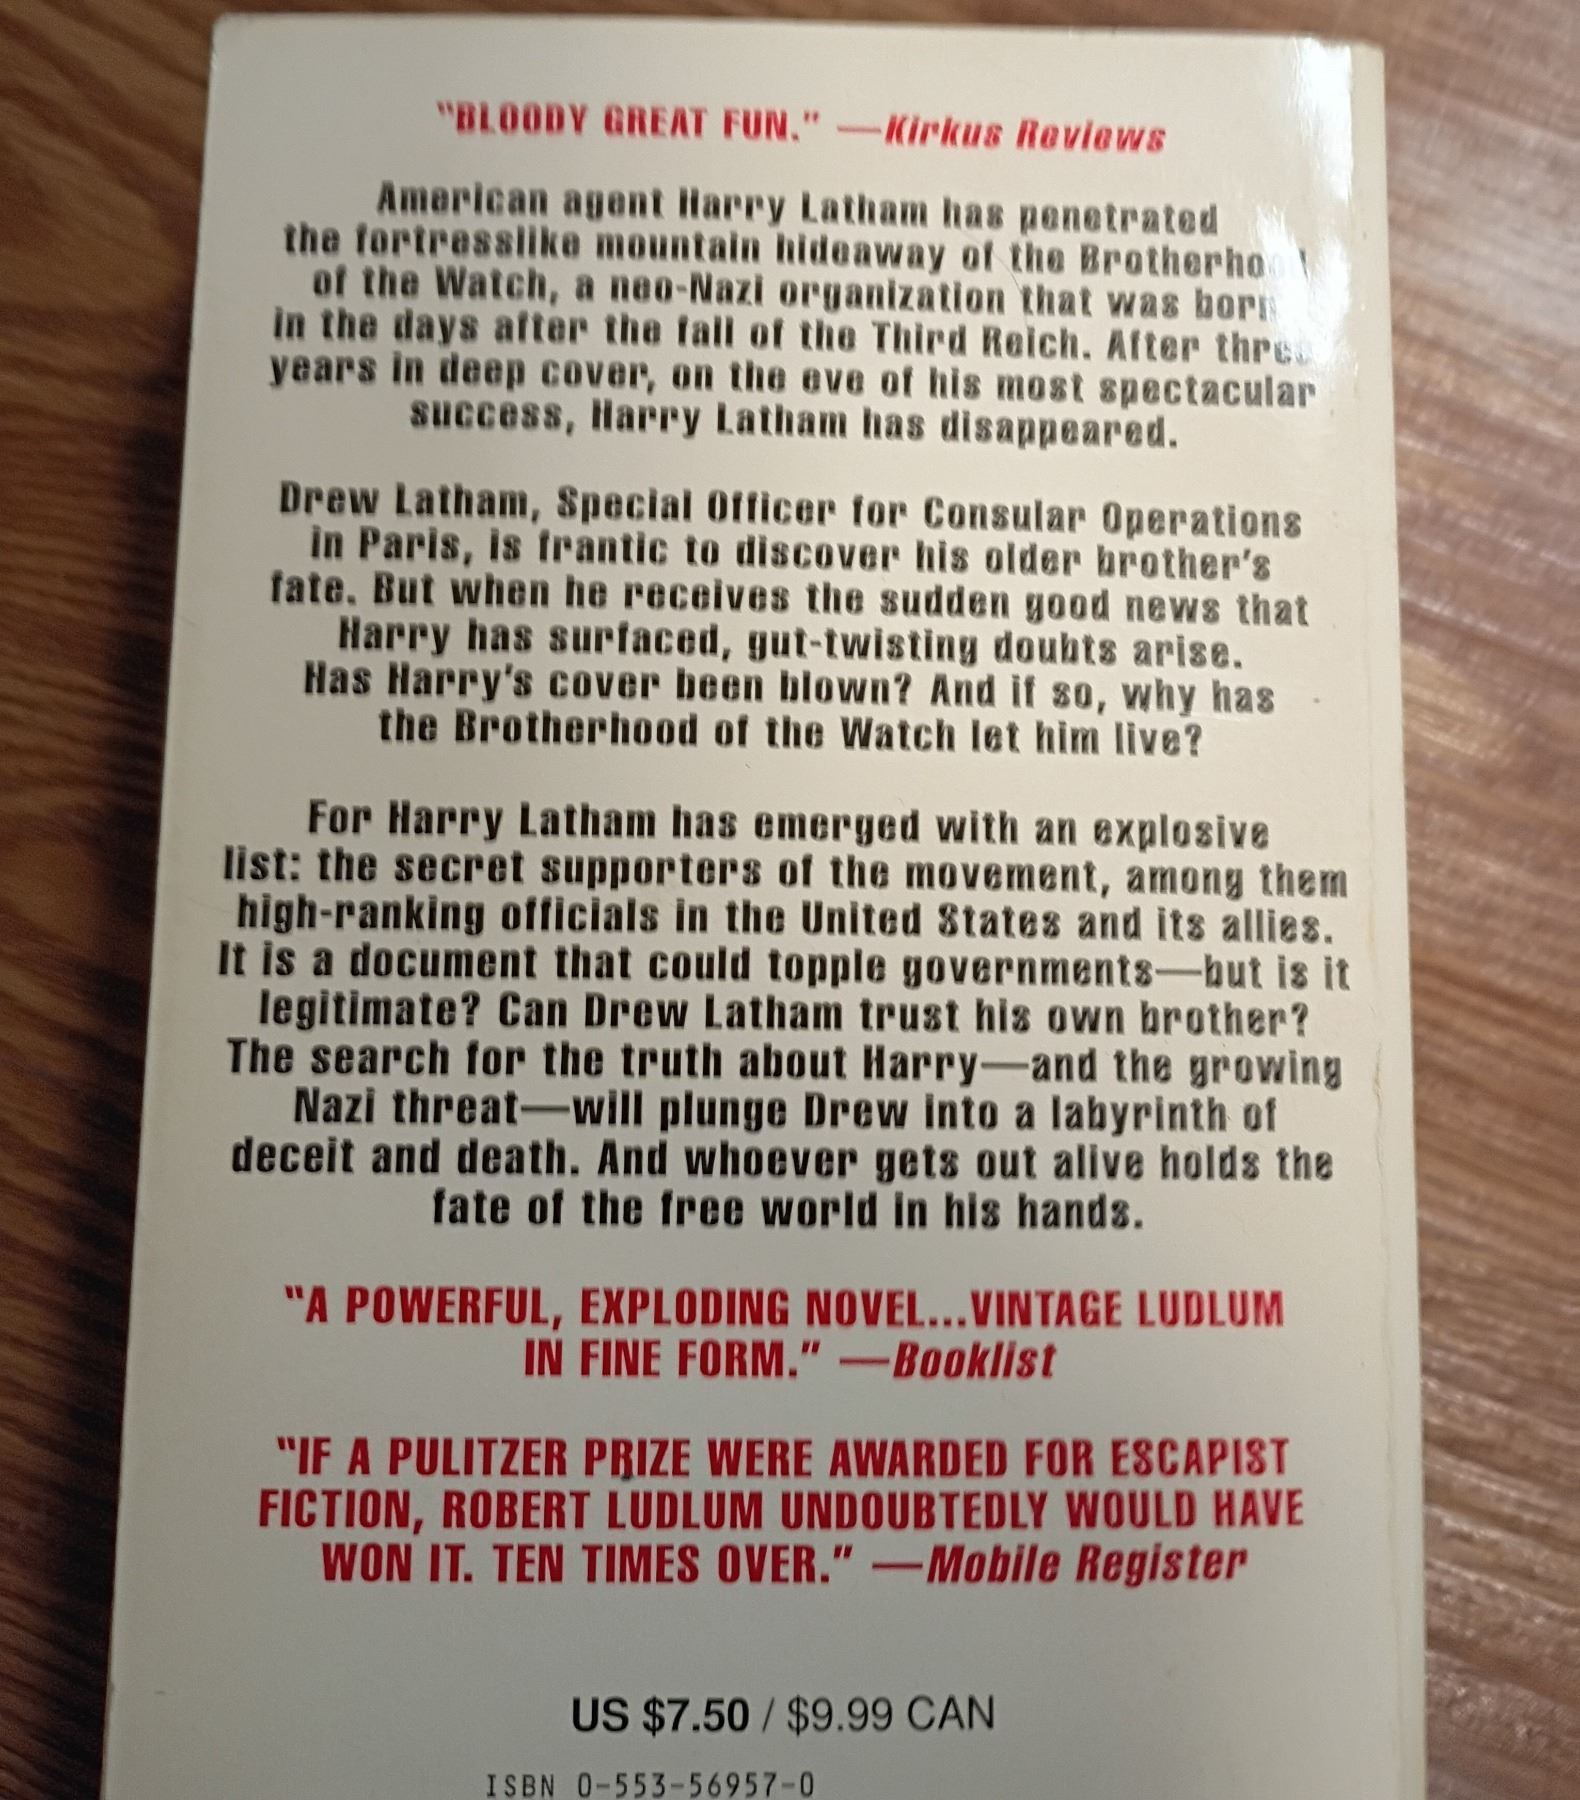 "BLOODY GREAT FUN." —Kirkus Reviews
American agent Harry Latham has penetrated
the fortresslike mountain hideaway of the Brotherhood
of the Watch, a neo-Nazi organization that was born
in the days after the fall of the Third Reich. After three
years in deep cover, on the eve of his most spectacular
success, Harry Latham has disappeared.
Drew Latham, Special Officer for Consular Operations
in Paris, is frantic to discover his older brother's
fate. But when he receives the sudden good news that
Harry has surfaced, gut-twisting doubts arise.
Has Harry's cover been blown? And if so, why has
the Brotherhood of the Watch let him live?
For Harry Latham has emerged with an explosive
list: the secret supporters of the movement, among them
high-ranking officials in the United States and its allies.
It is a document that could topple governments—but is it
legitimate? Can Drew Latham trust his own brother?
The search for the truth about Harry—and the growing
Nazi threat—will plunge Drew into a labyrinth of
deceit and death. And whoever gets out alive holds the
fate of the free world in his hands.
"A POWERFUL, EXPLODING NOVEL...VINTAGE LUDLUM
IN FINE FORM." —Booklist
"IF A PULITZER PRIZE WERE AWARDED FOR ESCAPIST
FICTION, ROBERT LUDLUM UNDOUBTEDLY WOULD HAVE
WON IT. TEN TIMES OVER." —Mobile Register
US $7.50 / $9.99 CAN
ISBN 0-553-56957-0